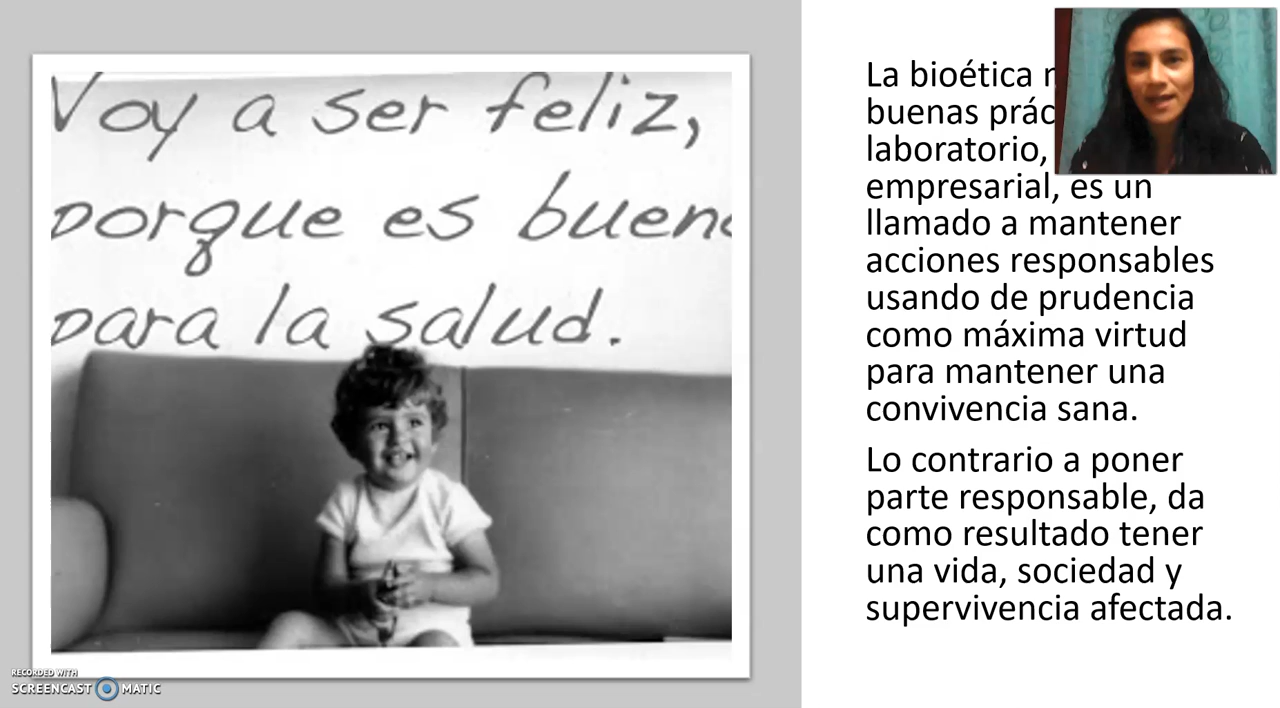 Voy a ser feliz,
porque es
para la salud.
La bioética
buenas
laboratorio,
empresarial, es un
llamado a mantener
acciones responsables
usando de prudencia
como máxima virtud
para mantener una
convivencia sana.
Lo contrario a poner
parte responsable, da
como resultado tener
una vida, sociedad y
supervivencia afectada.
RECORDED WITH
SCREENCAST MATIC